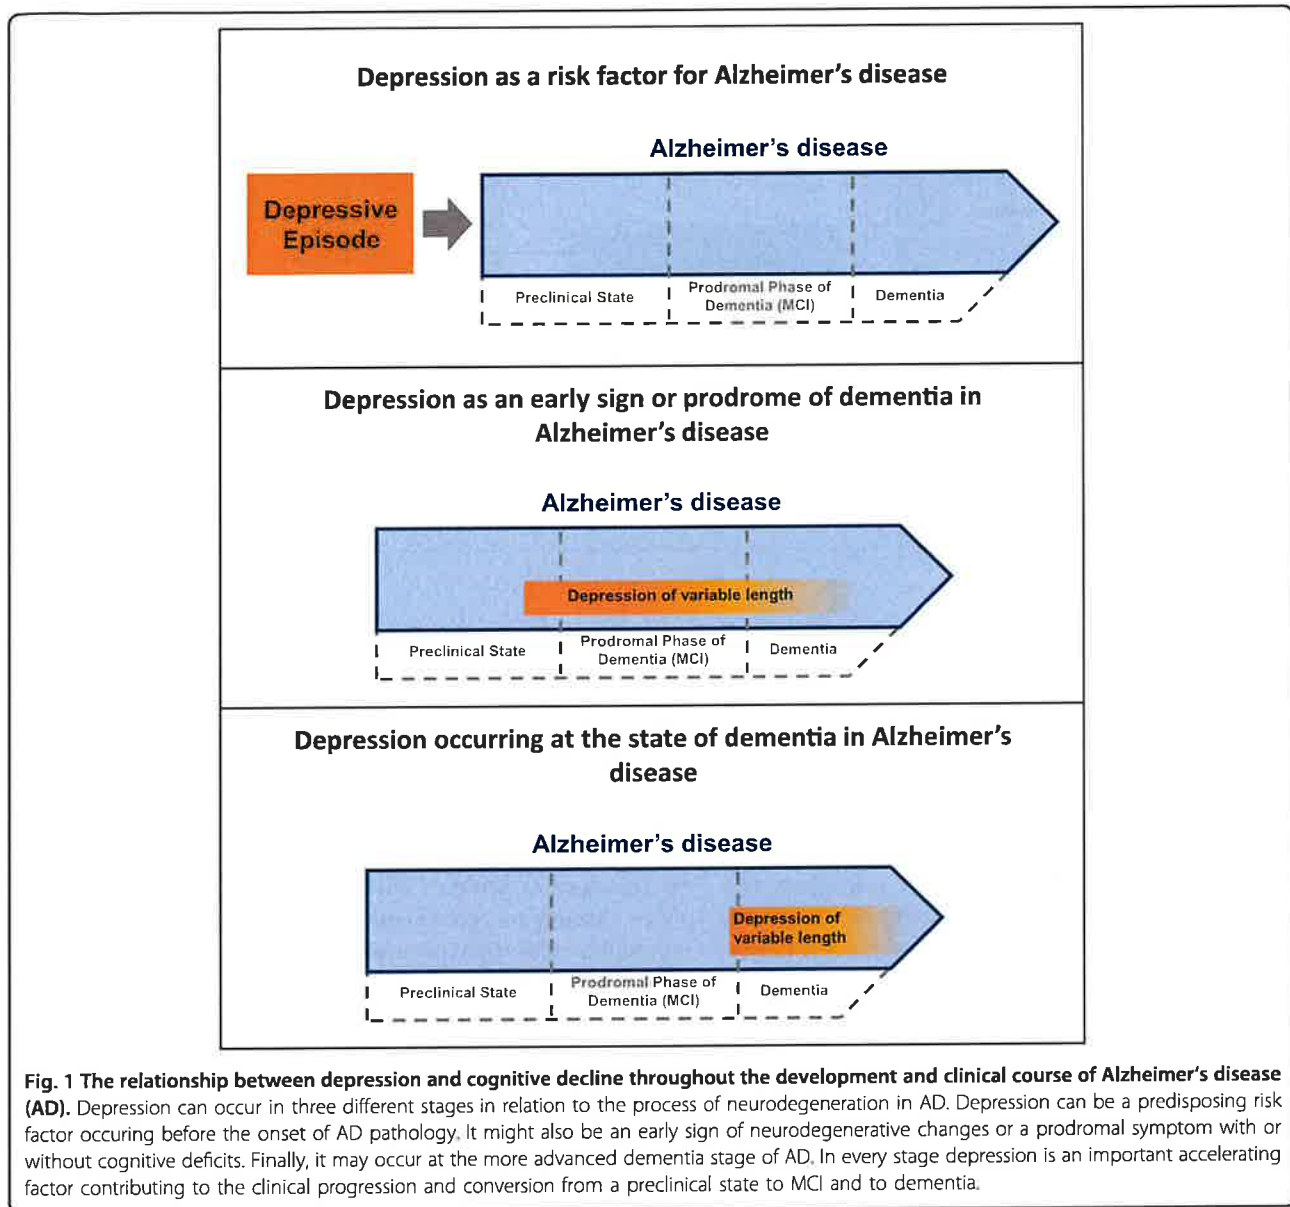 Depression as a risk factor for Alzheimer's disease
Alzheimer's disease
Depressive
Episode
Preclinical State
Prodromal Phase of
Dementia (MCI)
Dementia
Depression as an early sign or prodrome of dementia in
Alzheimer's disease
Alzheimer's disease
Depression of variable length
Preclinical State
Prodromal Phase of
Dementia (MCI)
Dementia
Depression occurring at the state of dementia in Alzheimer's
disease
Alzheimer's disease
Depression of
variable length
Preclinical State
Prodromal Phase of
Dementia (MCI)
Dementia
Fig. 1 The relationship between depression and cognitive decline throughout the development and clinical course of Alzheimer's disease
(AD). Depression can occur in three different stages in relation to the process of neurodegeneration in AD. Depression can be a predisposing risk
factor occuring before the onset of AD pathology. It might also be an early sign of neurodegenerative changes or a prodromal symptom with or
without cognitive deficits. Finally, it may occur at the more advanced dementia stage of AD. In every stage depression is an important accelerating
factor contributing to the clinical progression and conversion from a preclinical state to MCI and to dementia.